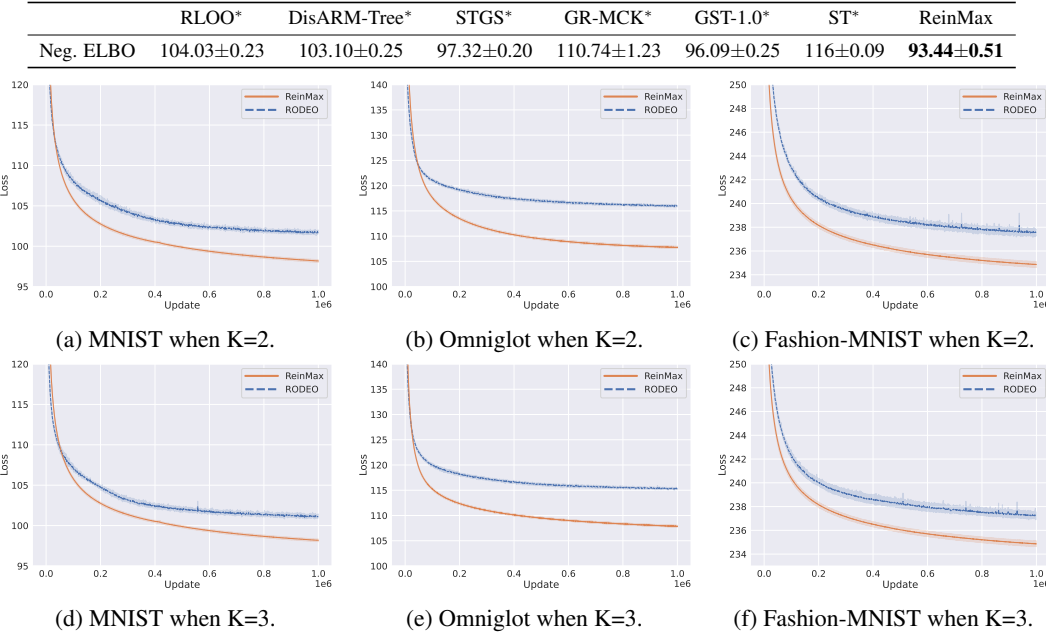 RLOO* DisARM-Tree* STGS* GR-MCK* GST-1.0* ST* ReinMax
Neg. ELBO 104.03±0.23 103.10±0.25 97.32±0.20 110.74±1.23 96.09±0.25 116±0.09 93.44±0.51
120
115
110
105
100
95
Loss
0.0 0.2 0.4 0.6 0.8 1.0
1e6
Update
ReinMax
RODEO
(a) MNIST when K=2.
140
135
130
125
120
115
110
105
100
Loss
0.0 0.2 0.4 0.6 0.8 1.0
1e6
Update
ReinMax
RODEO
(b) Omniglot when K=2.
250
248
246
244
242
240
238
236
234
Loss
0.0 0.2 0.4 0.6 0.8 1.0
1e6
Update
ReinMax
RODEO
(c) Fashion-MNIST when K=2.
120
115
110
105
100
95
Loss
0.0 0.2 0.4 0.6 0.8 1.0
1e6
Update
ReinMax
RODEO
(d) MNIST when K=3.
140
135
130
125
120
115
110
105
100
Loss
0.0 0.2 0.4 0.6 0.8 1.0
1e6
Update
ReinMax
RODEO
(e) Omniglot when K=3.
250
248
246
244
242
240
238
236
234
Loss
0.0 0.2 0.4 0.6 0.8 1.0
1e6
Update
ReinMax
RODEO
(f) Fashion-MNIST when K=3.